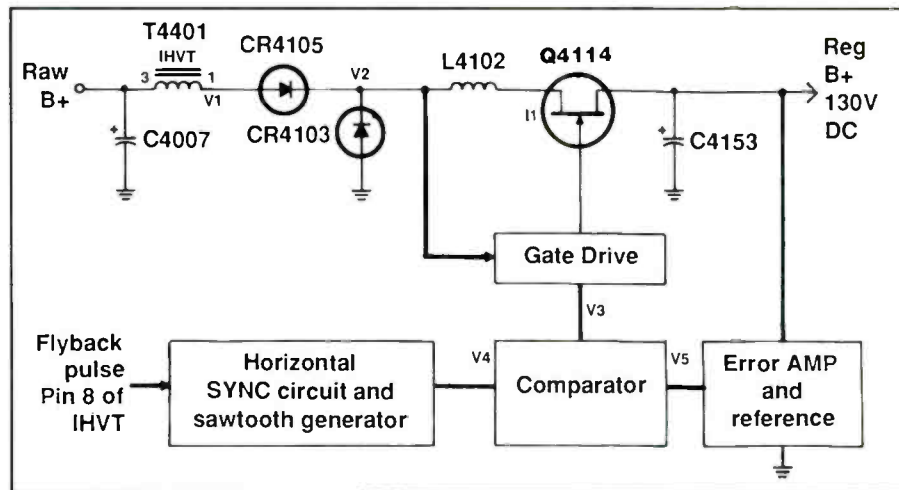 T4401
IHVT
3 1
V1
Raw
B+
+
C4007
CR4105
CR4103
V2
L4102
Q4114
I1
+
C4153
Reg
B+
130V
DC
Gate Drive
V3
Flyback
pulse
Pin 8 of
IHVT
Horizontal
SYNC circuit and
sawtooth generator
V4
Comparator
V5
Error AMP
and
reference